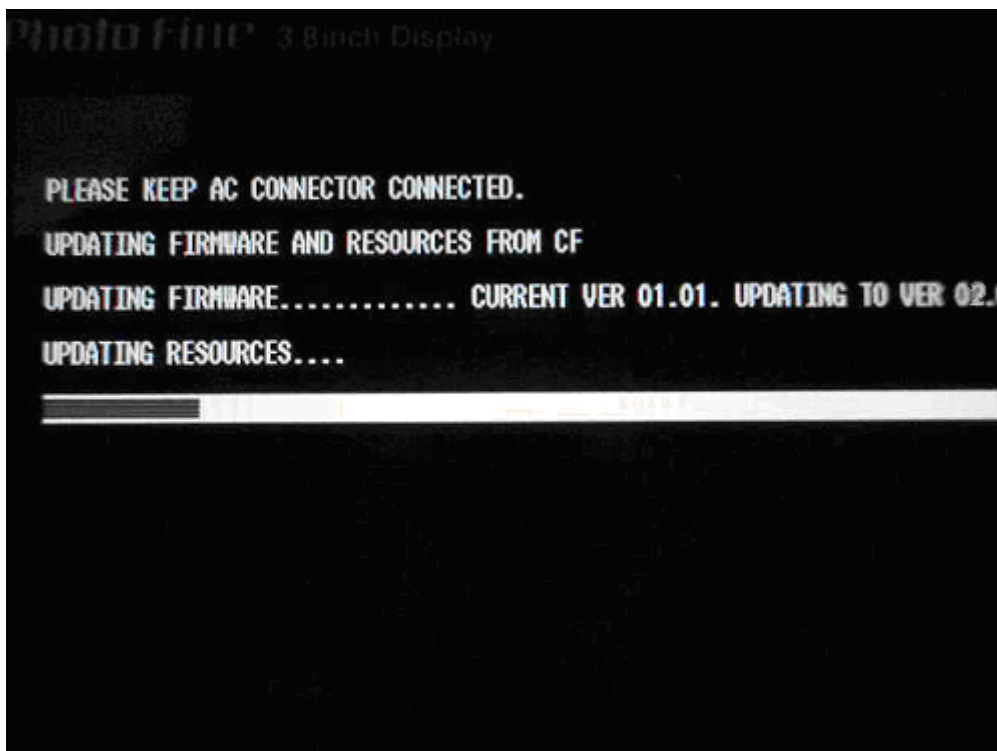 Photo Fine 3.8inch Display
PLEASE KEEP AC CONNECTOR CONNECTED.
UPDATING FIRMWARE AND RESOURCES FROM CF
UPDATING FIRMWARE............. CURRENT VER 01.01. UPDATING TO VER 02.
UPDATING RESOURCES....